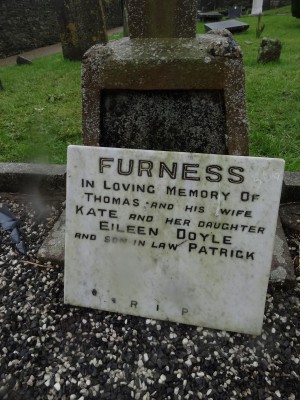 FURNESS
IN LOVING MEMORY OF
THOMAS AND HIS WIFE
KATE AND HER DAUGHTER
EILEEN DOYLE
AND SON IN LAW PATRICK
R I P